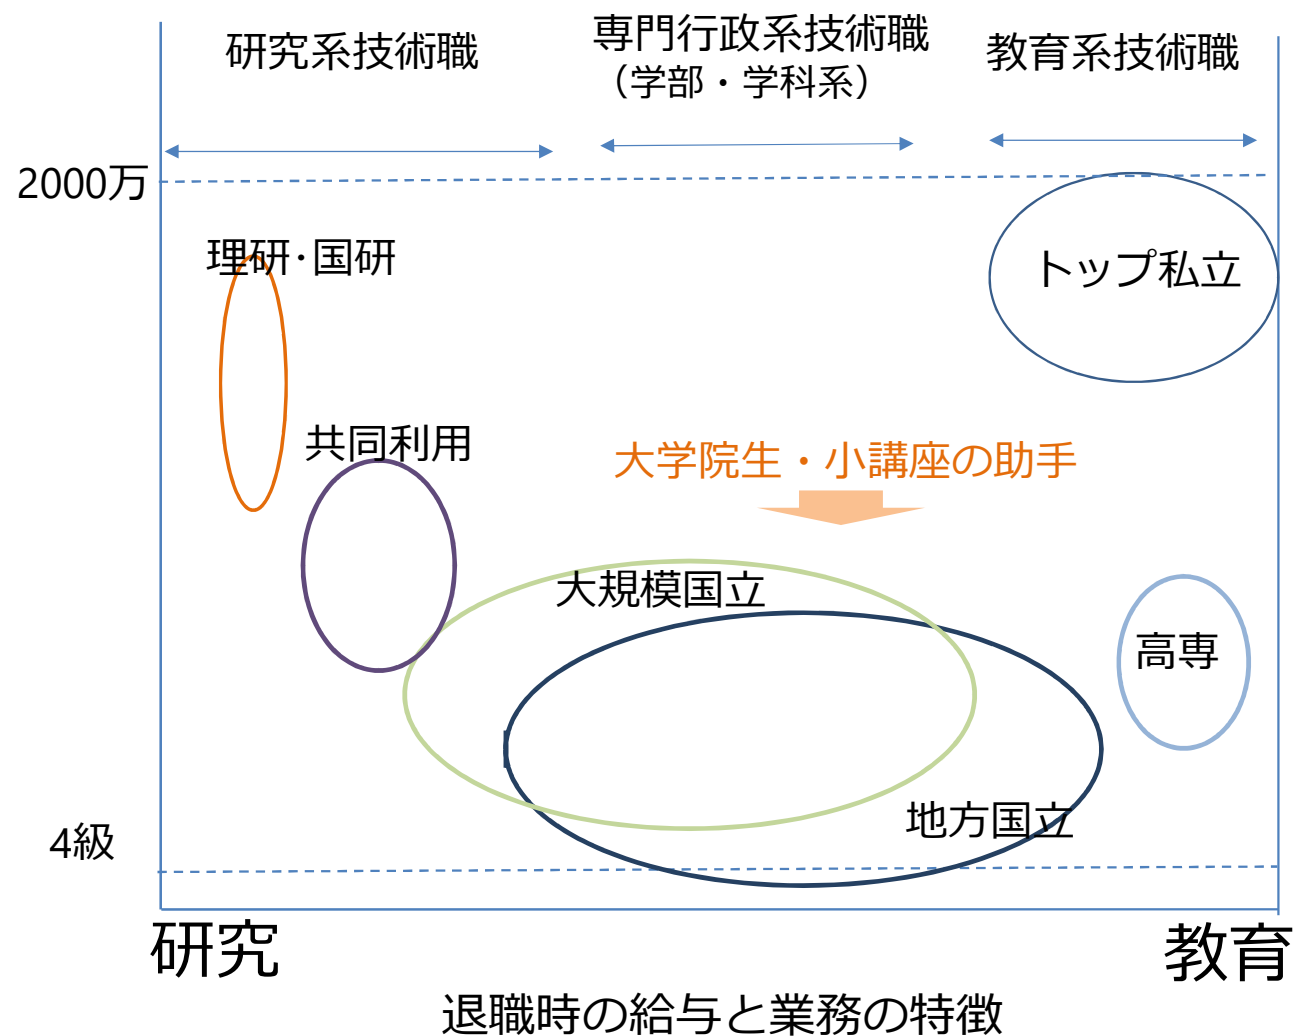 研究系技術職
専門行政系技術職
（学部・学科系）
教育系技術職
2000万
理研・国研
トップ私立
共同利用
大学院生・小講座の助手
大規模国立
高専
地方国立
4級
研究
教育
退職時の給与と業務の特徴